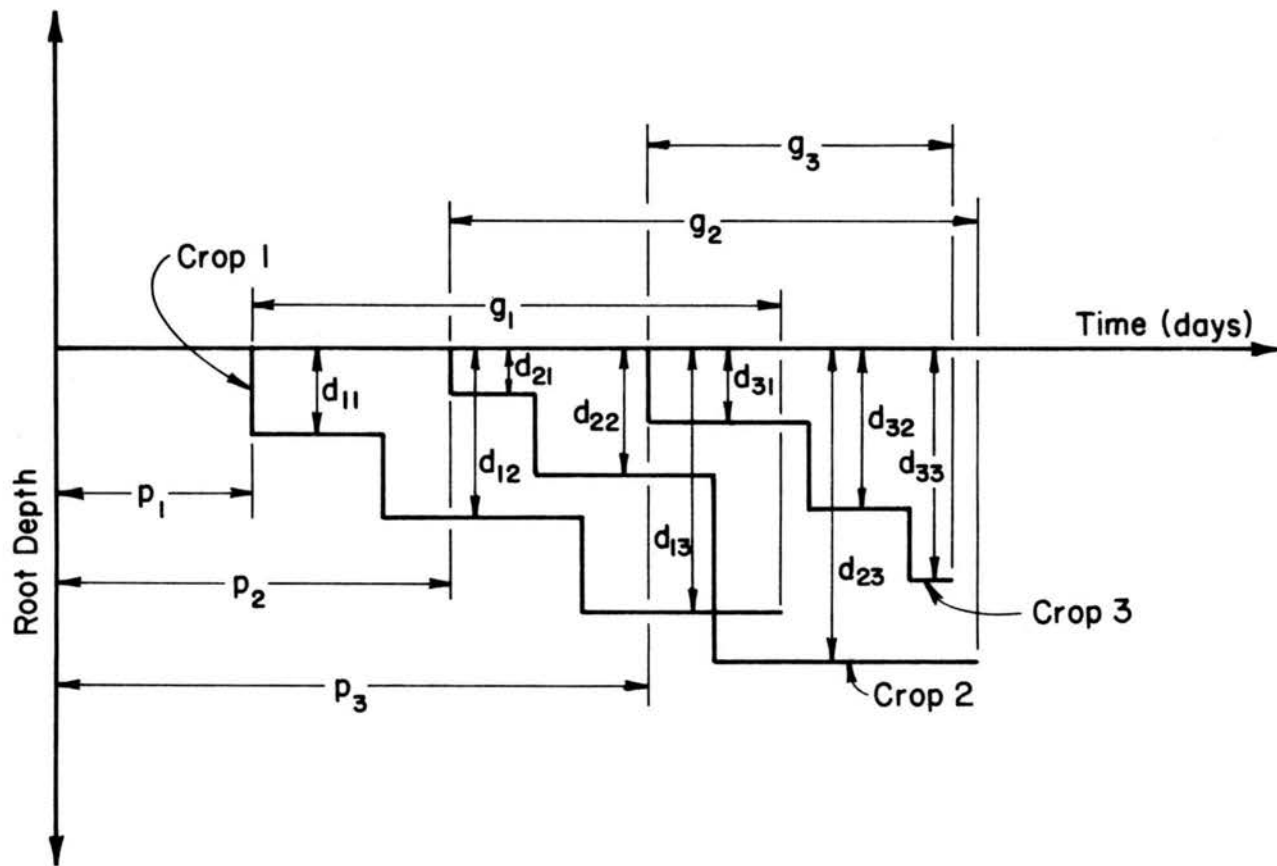 g₃
g₂
Crop 1
g₁
Time (days)
d₁₁
d₂₁
d₃₁
d₂₂
d₃₂
d₁₂
d₃₃
p₁
d₁₃
d₂₃
p₂
Root Depth
Crop 3
p₃
Crop 2